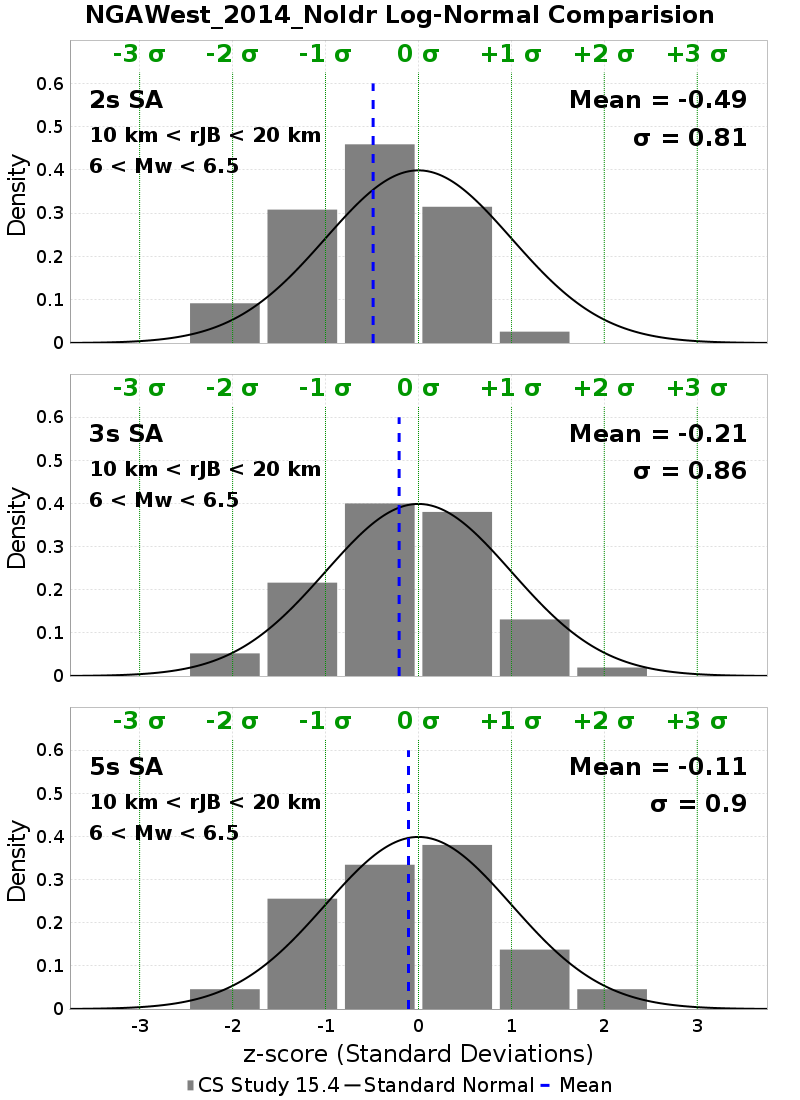 NGAWest_2014_NoIdr Log-Normal Comparision
-3 σ -2 σ -1 σ 0 σ +1 σ +2 σ +3 σ
2s SA
Mean = -0.49
10 km < rJB < 20 km
σ = 0.81
6 < Mw < 6.5
0.6
0.5
0.4
0.3
0.2
0.1
0
Density
-3 σ -2 σ -1 σ 0 σ +1 σ +2 σ +3 σ
3s SA
Mean = -0.21
10 km < rJB < 20 km
σ = 0.86
6 < Mw < 6.5
0.6
0.5
0.4
0.3
0.2
0.1
0
Density
-3 σ -2 σ -1 σ 0 σ +1 σ +2 σ +3 σ
5s SA
Mean = -0.11
10 km < rJB < 20 km
σ = 0.9
6 < Mw < 6.5
0.6
0.5
0.4
0.3
0.2
0.1
0
Density
-3 -2 -1 0 1 2 3
z-score (Standard Deviations)
CS Study 15.4 Standard Normal Mean